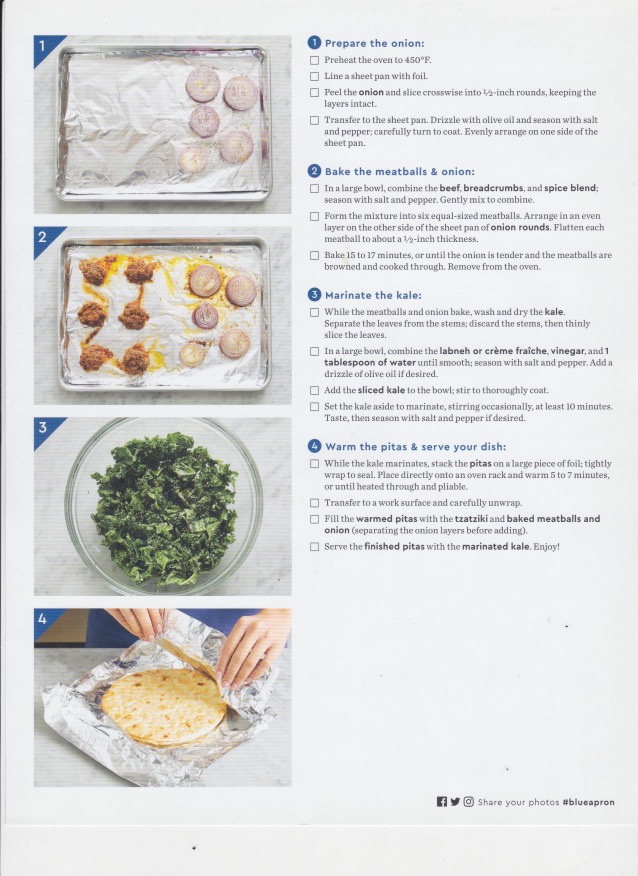 1
1 Prepare the onion:
Preheat the oven to 450°F.
Line a sheet pan with foil.
Peel the onion and slice crosswise into 1/2-inch rounds, keeping the
layers intact.
Transfer to the sheet pan. Drizzle with olive oil and season with salt
and pepper; carefully turn to coat. Evenly arrange on one side of the
sheet pan.
2
2 Bake the meatballs & onion:
In a large bowl, combine the beef, breadcrumbs, and spice blend;
season with salt and pepper. Gently mix to combine.
Form the mixture into six equal-sized meatballs. Arrange in an even
layer on the other side of the sheet pan of onion rounds. Flatten each
meatball to about a 1/2-inch thickness.
Bake 15 to 17 minutes, or until the onion is tender and the meatballs are
browned and cooked through. Remove from the oven.
3
3 Marinate the kale:
While the meatballs and onion bake, wash and dry the kale.
Separate the leaves from the stems; discard the stems, then thinly
slice the leaves.
In a large bowl, combine the labneh or crème fraîche, vinegar, and 1
tablespoon of water until smooth; season with salt and pepper. Add a
drizzle of olive oil if desired.
Add the sliced kale to the bowl; stir to thoroughly coat.
Set the kale aside to marinate, stirring occasionally, at least 10 minutes.
Taste, then season with salt and pepper if desired.
4
4 Warm the pitas & serve your dish:
While the kale marinates, stack the pitas on a large piece of foil; tightly
wrap to seal. Place directly onto an oven rack and warm 5 to 7 minutes,
or until heated through and pliable.
Transfer to a work surface and carefully unwrap.
Fill the warmed pitas with the tzatziki and baked meatballs and
onion (separating the onion layers before adding).
Serve the finished pitas with the marinated kale. Enjoy!
Share your photos #blueapron